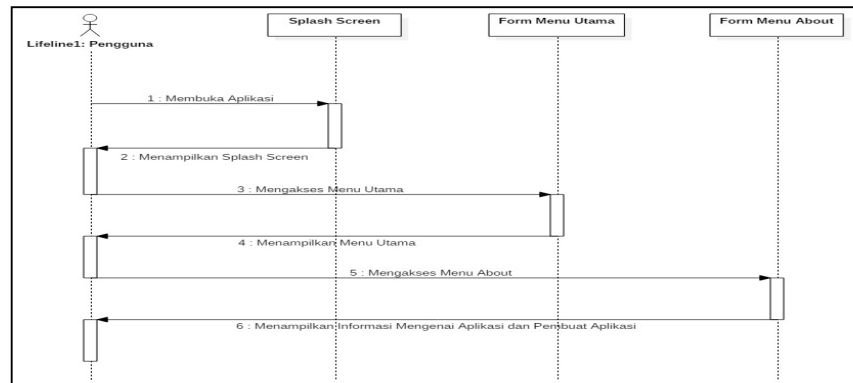 Splash Screen
Form Menu Utama
Form Menu About
Lifeline1: Pengguna
1 : Membuka Aplikasi
2 : Menampilkan Splash Screen
3 : Mengakses Menu Utama
4 : Menampilkan Menu Utama
5 : Mengakses Menu About
6 : Menampilkan Informasi Mengenai Aplikasi dan Pembuat Aplikasi